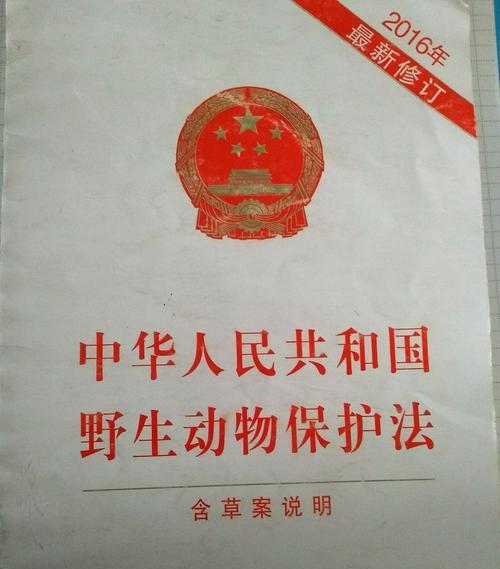 2016年
最新修订
中华人民共和国
野生动物保护法
含草案说明